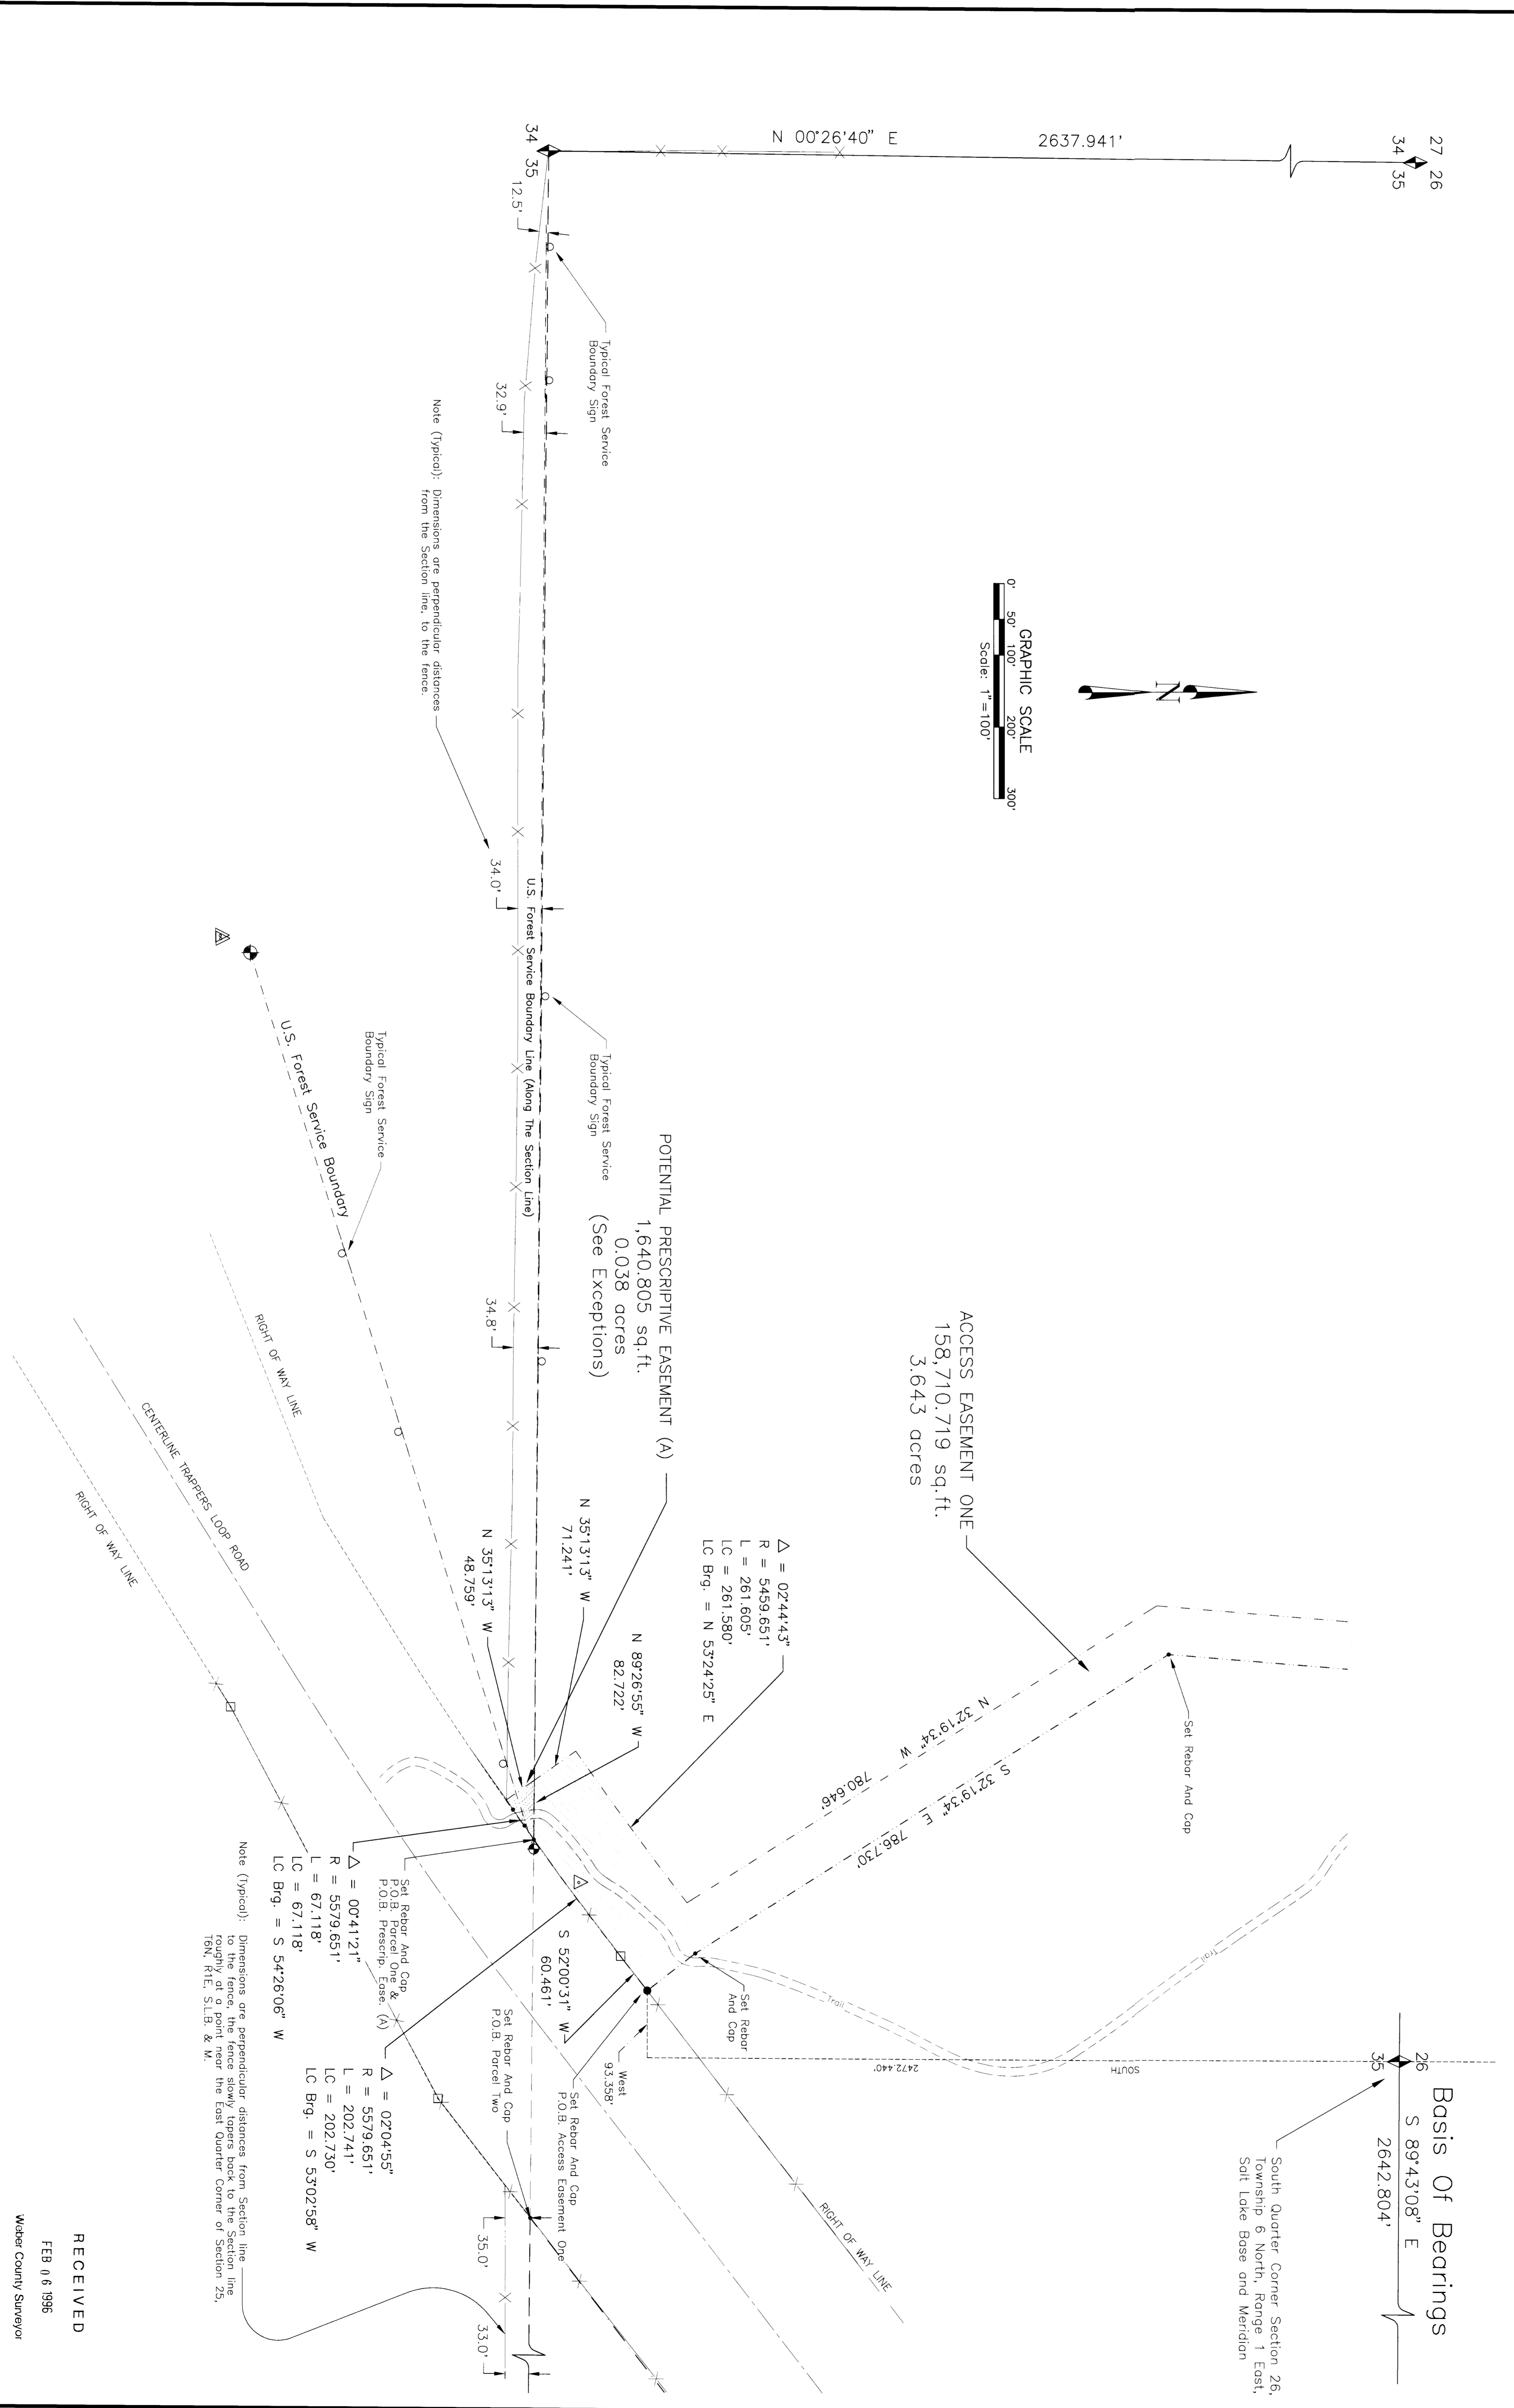 27 26
34 35
N 00°26'40" E 2637.941'
34 35
12.5'
Typical Forest Service
Boundary Sign
32.9'
Note (Typical): Dimensions are perpendicular distances
from the Section line, to the fence.
GRAPHIC SCALE
0' 50' 100' 200' 300'
Scale: 1"=100'
N
34.0'
U.S. Forest Service Boundary Line (Along The Section Line)
Typical Forest Service
Boundary Sign
U.S. Forest Service Boundary
Typical Forest Service
Boundary Sign
34.8'
POTENTIAL PRESCRIPTIVE EASEMENT (A)
1,640.805 sq.ft.
0.038 acres
(See Exceptions)
ACCESS EASEMENT ONE
158,710.719 sq.ft.
3.643 acres
RIGHT OF WAY LINE
CENTERLINE TRAPPERS LOOP ROAD
RIGHT OF WAY LINE
N 35°13'13" W
71.241'
N 35°13'13" W
48.759'
N 89°26'55" W
82.722'
△ = 02°44'43"
R = 5459.651'
L = 261.605'
LC = 261.580'
LC Brg. = N 53°24'25" E
N 32°19'34" W 780.646'
S 32°19'34" E 786.730'
Set Rebar And Cap
Trail
Trail
Set Rebar
And Cap
West
93.358'
SOUTH 2472.440'
26
35
Basis Of Bearings
S 89°43'08" E
2642.804'
South Quarter Corner Section 26,
Township 6 North, Range 1 East,
Salt Lake Base and Meridian
S 52°00'31" W
60.461'
Set Rebar And Cap
P.O.B. Access Easement One
Set Rebar And Cap
P.O.B. Parcel Two
Set Rebar And Cap
P.O.B. Parcel One &
P.O.B. Prescrip. Ease. (A)
△ = 00°41'21"
R = 5579.651'
L = 67.118'
LC = 67.118'
LC Brg. = S 54°26'06" W
△ = 02°04'55"
R = 5579.651'
L = 202.741'
LC = 202.730'
LC Brg. = S 53°02'58" W
RIGHT OF WAY LINE
35.0'
33.0'
Note (Typical): Dimensions are perpendicular distances from Section line
to the fence, the fence slowly tapers back to the Section line
roughly at a point near the East Quarter Corner of Section 25,
T6N, R1E, S.L.B. & M.
RECEIVED
FEB 06 1996
Weber County Surveyor